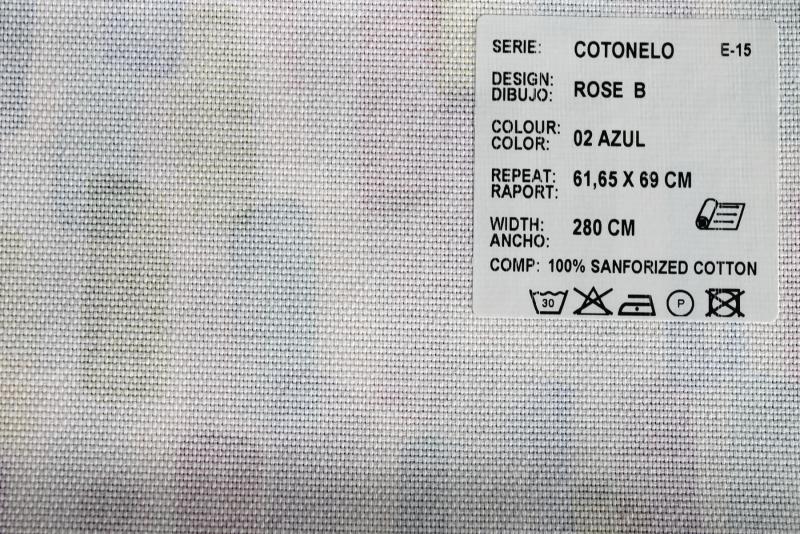 SERIE: COTONELO E-15
DESIGN:
DIBUJO: ROSE B
COLOUR:
COLOR: 02 AZUL
REPEAT: 61,65 X 69 CM
RAPORT:
WIDTH: 280 CM
ANCHO:
COMP: 100% SANFORIZED COTTON
30 P